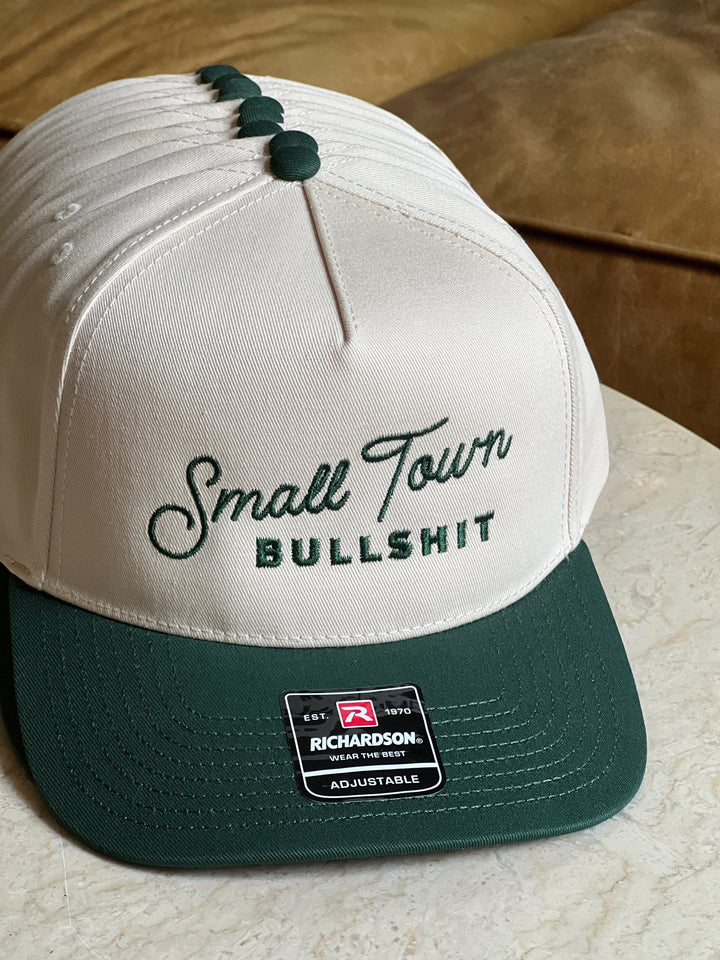 Small Town
BULLSHIT
EST. R 1970
RICHARDSON®
WEAR THE BEST
ADJUSTABLE